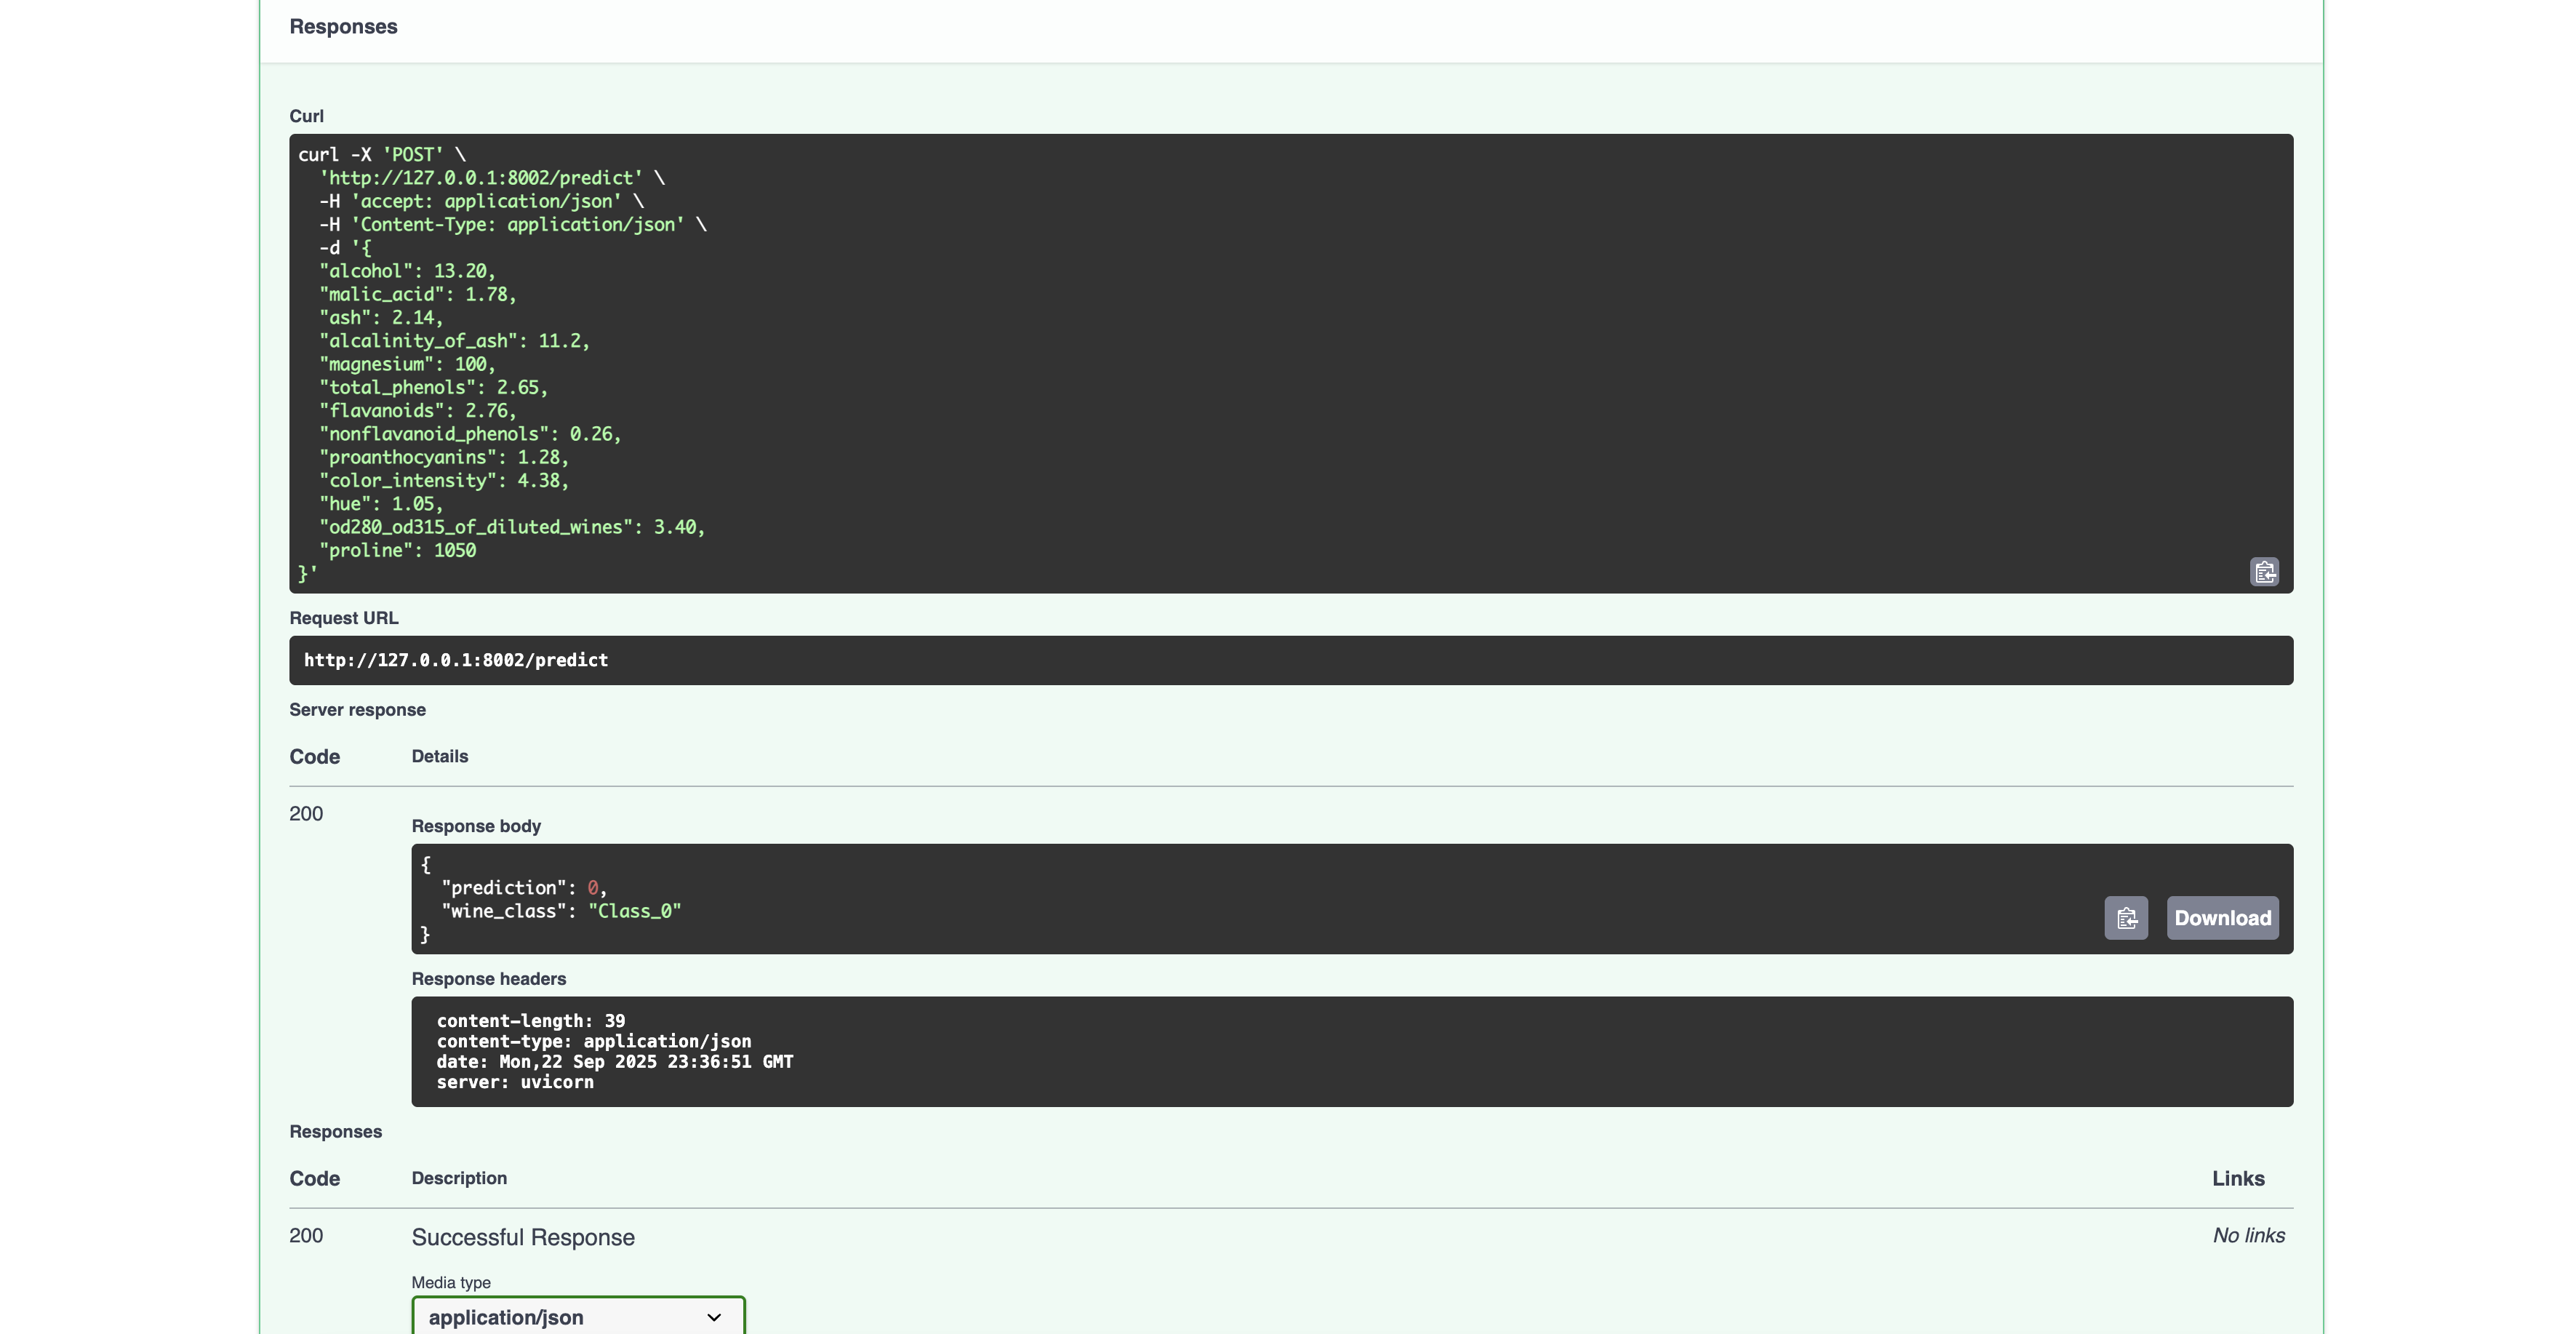 Responses
Curl
curl -X 'POST' \
  'http://127.0.0.1:8002/predict' \
  -H 'accept: application/json' \
  -H 'Content-Type: application/json' \
  -d '{
  "alcohol": 13.20,
  "malic_acid": 1.78,
  "ash": 2.14,
  "alcalinity_of_ash": 11.2,
  "magnesium": 100,
  "total_phenols": 2.65,
  "flavanoids": 2.76,
  "nonflavanoid_phenols": 0.26,
  "proanthocyanins": 1.28,
  "color_intensity": 4.38,
  "hue": 1.05,
  "od280_od315_of_diluted_wines": 3.40,
  "proline": 1050
}'
Request URL
http://127.0.0.1:8002/predict
Server response
Code Details
200
Response body
{
  "prediction": 0,
  "wine_class": "Class_0"
}
Download
Response headers
content-length: 39
content-type: application/json
date: Mon,22 Sep 2025 23:36:51 GMT
server: uvicorn
Responses
Code Description Links
200 Successful Response No links
Media type
application/json